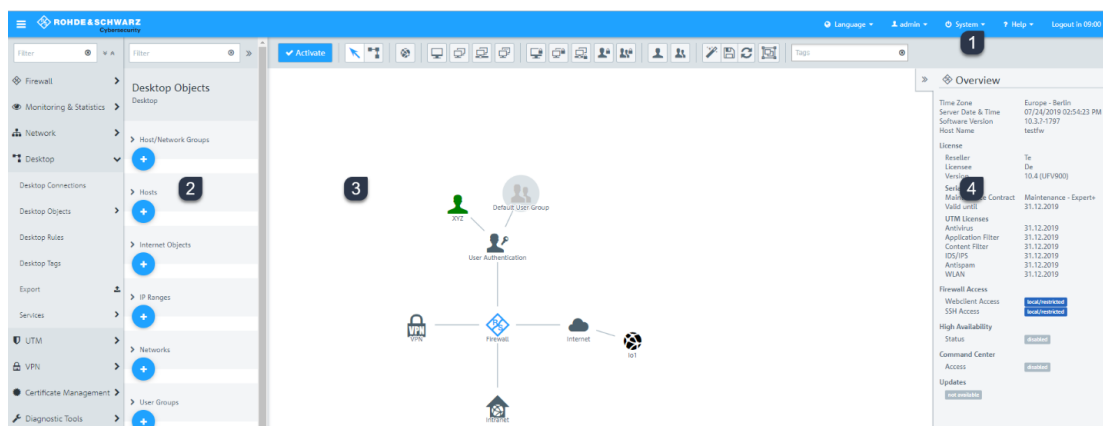 ROHDE&SCHWARZ
Cybersecurity
Language
admin
System
Help
Logout in 09:00
1
Filter
Filter
Activate
Tags
Firewall
Monitoring & Statistics
Network
Desktop
Desktop Connections
Desktop Objects
Desktop Rules
Desktop Tags
Export
Services
UTM
VPN
Certificate Management
Diagnostic Tools
Desktop Objects
Desktop
Host/Network Groups
2
Hosts
Internet Objects
IP Ranges
Networks
User Groups
3
XYZ
Default User Group
User Authentication
VPN
VPN
Firewall
Internet
Io1
Intranet
Overview
Time Zone Europe - Berlin
Server Date & Time 07/24/2019 02:54:23 PM
Software Version 10.3.?-1797
Host Name testfw
License
Reseller Te
Licensee De
Version 10.4 (UFV900)
4
Contract Maintenance - Expert+
Valid until 31.12.2019
UTM Licenses
Antivirus 31.12.2019
Application Filter 31.12.2019
Content Filter 31.12.2019
IDS/IPS 31.12.2019
Antispam 31.12.2019
WLAN 31.12.2019
Firewall Access
Webclient Access local/restricted
SSH Access local/restricted
High Availability
Status disabled
Command Center
Access disabled
Updates
not available